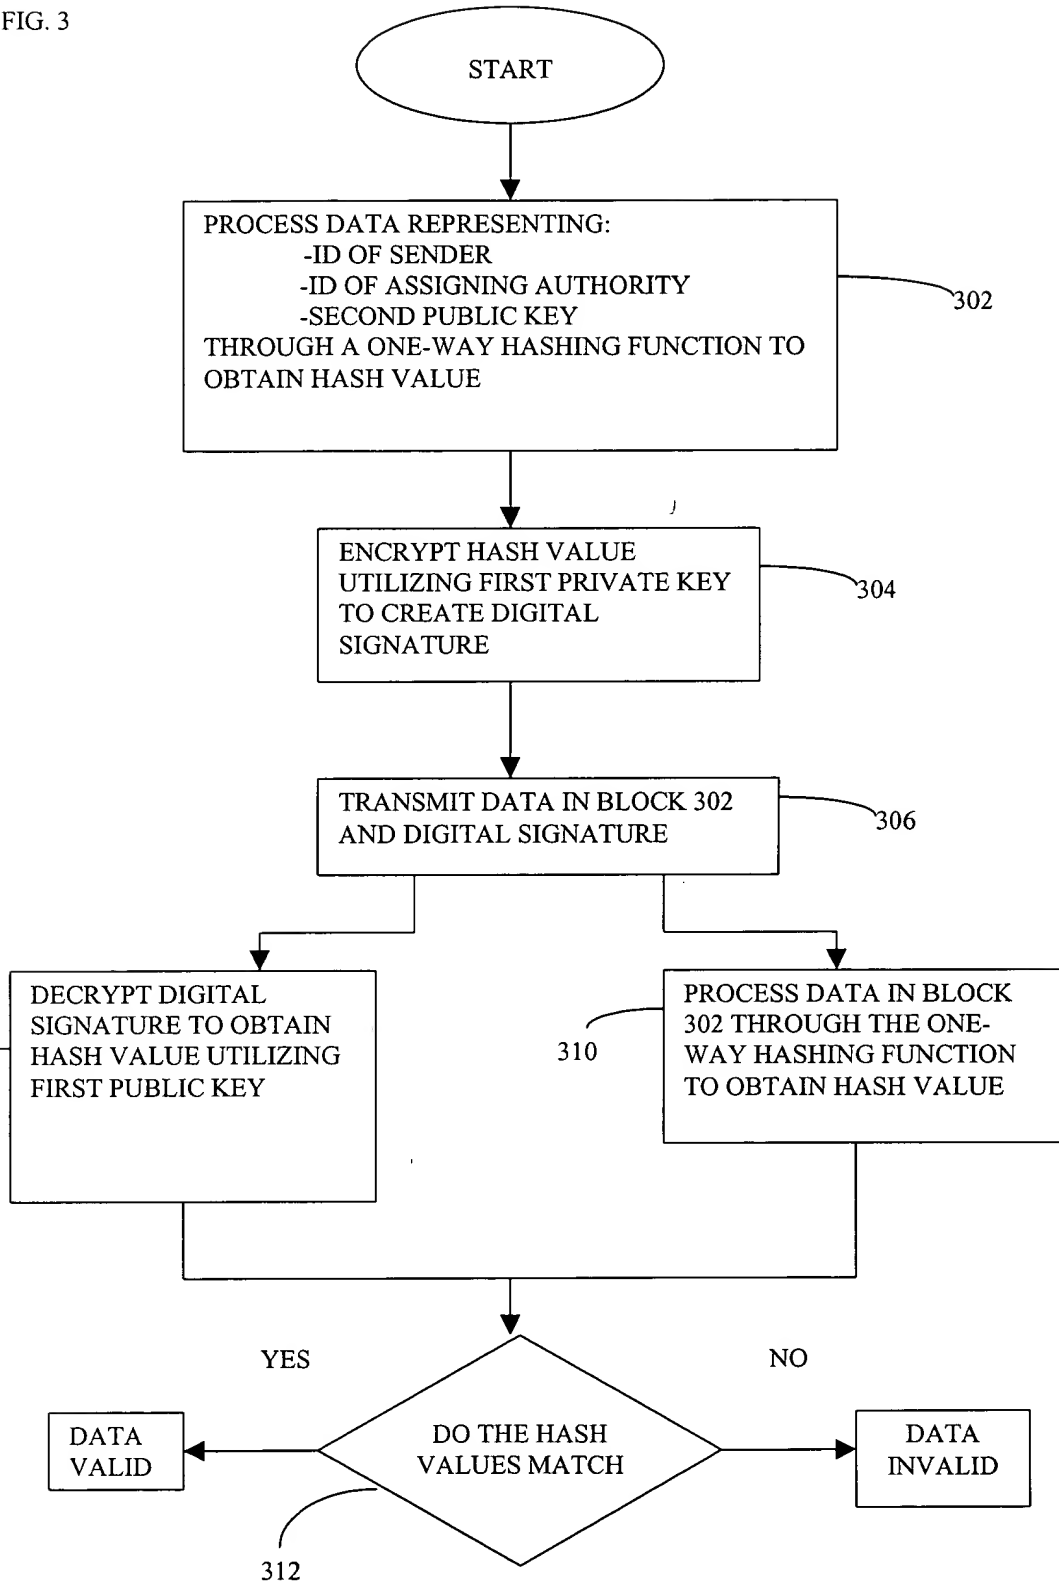 FIG. 3
START
PROCESS DATA REPRESENTING:
-ID OF SENDER
-ID OF ASSIGNING AUTHORITY
-SECOND PUBLIC KEY
THROUGH A ONE-WAY HASHING FUNCTION TO
OBTAIN HASH VALUE
302
ENCRYPT HASH VALUE
UTILIZING FIRST PRIVATE KEY
TO CREATE DIGITAL
SIGNATURE
304
TRANSMIT DATA IN BLOCK 302
AND DIGITAL SIGNATURE
306
DECRYPT DIGITAL
SIGNATURE TO OBTAIN
HASH VALUE UTILIZING
FIRST PUBLIC KEY
310
PROCESS DATA IN BLOCK
302 THROUGH THE ONE-
WAY HASHING FUNCTION
TO OBTAIN HASH VALUE
YES
NO
DATA
VALID
DO THE HASH
VALUES MATCH
DATA
INVALID
312